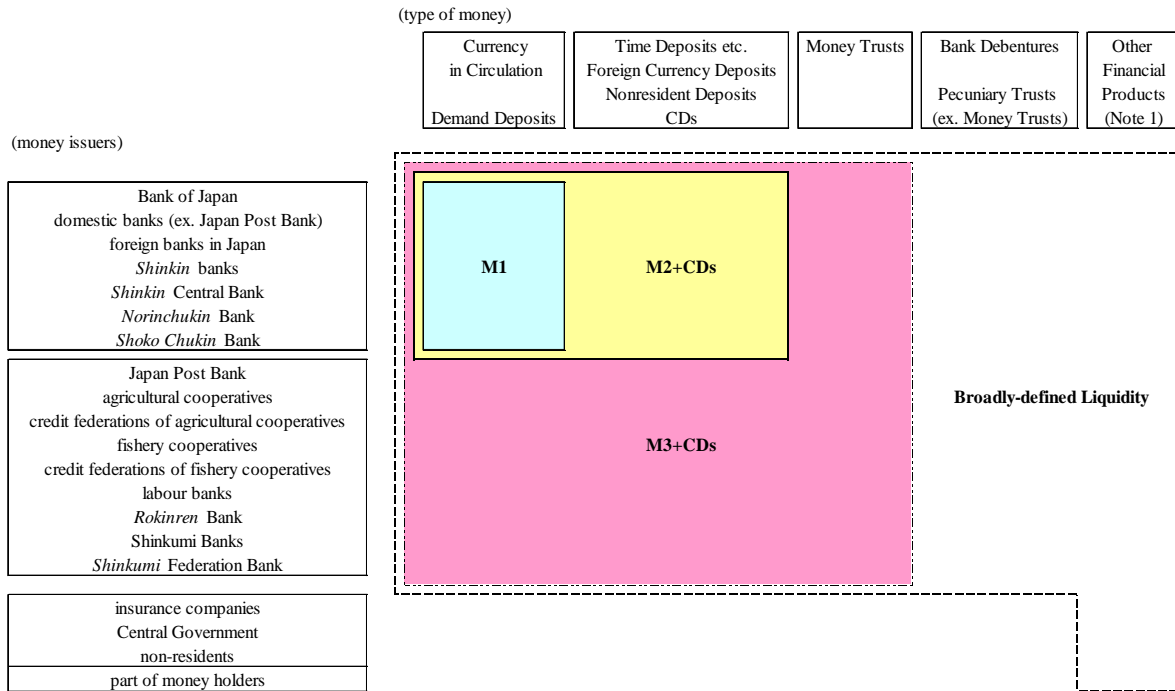 (type of money)
Currency
in Circulation
Demand Deposits
Time Deposits etc.
Foreign Currency Deposits
Nonresident Deposits
CDs
Money Trusts
Bank Debentures
Pecuniary Trusts
(ex. Money Trusts)
Other
Financial
Products
(Note 1)
(money issuers)
Bank of Japan
domestic banks (ex. Japan Post Bank)
foreign banks in Japan
Shinkin banks
Shinkin Central Bank
Norinchukin Bank
Shoko Chukin Bank
Japan Post Bank
agricultural cooperatives
credit federations of agricultural cooperatives
fishery cooperatives
credit federations of fishery cooperatives
labour banks
Rokinren Bank
Shinkumi Banks
Shinkumi Federation Bank
insurance companies
Central Government
non-residents
part of money holders
M1
M2+CDs
M3+CDs
Broadly-defined Liquidity